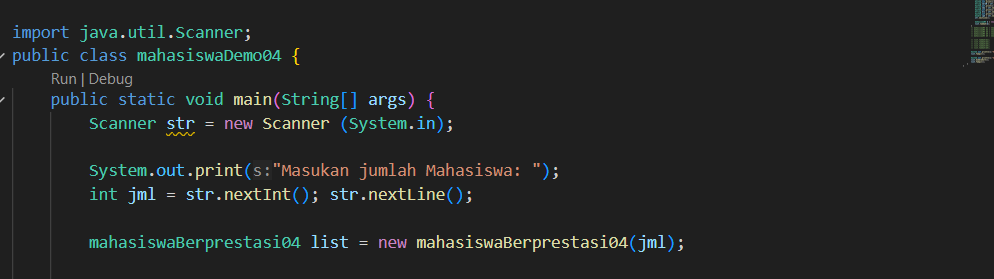 import java.util.Scanner;
public class mahasiswaDemo04 {
Run | Debug
public static void main(String[] args) {
Scanner str = new Scanner (System.in);
System.out.print(s:"Masukan jumlah Mahasiswa: ");
int jml = str.nextInt(); str.nextLine();
mahasiswaBerprestasi04 list = new mahasiswaBerprestasi04(jml);